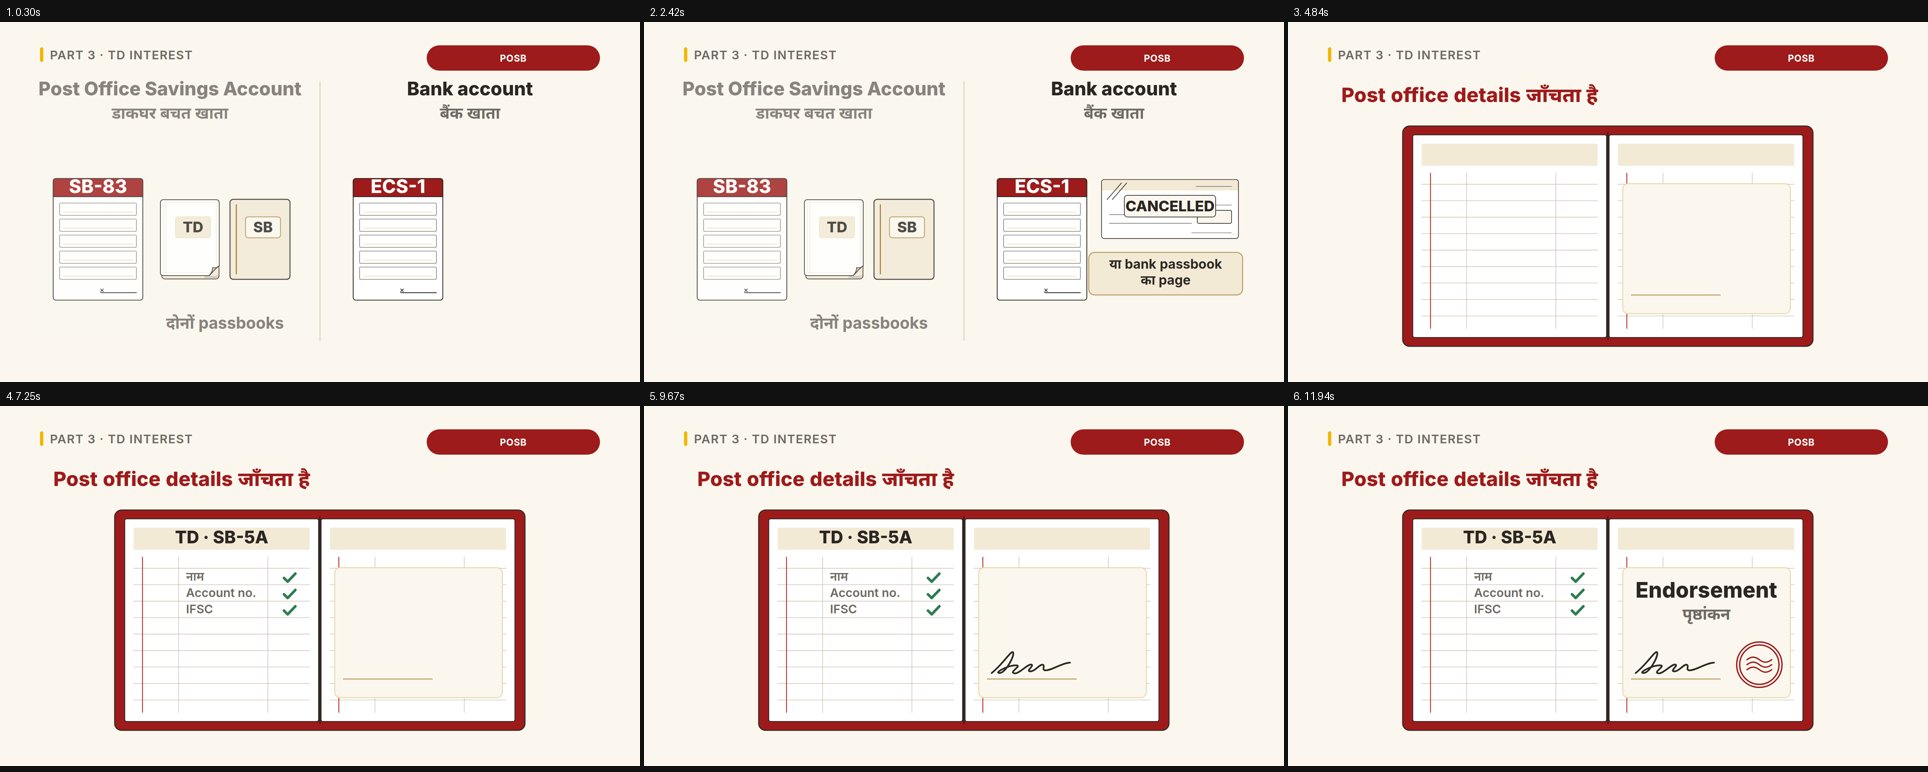 1. 0.30s
PART 3 · TD INTEREST
POSB
Post Office Savings Account
डाकघर बचत खाता
Bank account
बैंक खाता
SB-83
TD
SB
ECS-1
दोनों passbooks
2. 2.42s
PART 3 · TD INTEREST
POSB
Post Office Savings Account
डाकघर बचत खाता
Bank account
बैंक खाता
SB-83
TD
SB
ECS-1
CANCELLED
या bank passbook
का page
दोनों passbooks
3. 4.84s
PART 3 · TD INTEREST
POSB
Post office details जाँचता है
4. 7.25s
PART 3 · TD INTEREST
POSB
Post office details जाँचता है
TD · SB-5A
नाम
Account no.
IFSC
5. 9.67s
PART 3 · TD INTEREST
POSB
Post office details जाँचता है
TD · SB-5A
नाम
Account no.
IFSC
6. 11.94s
PART 3 · TD INTEREST
POSB
Post office details जाँचता है
TD · SB-5A
नाम
Account no.
IFSC
Endorsement
पृष्ठांकन